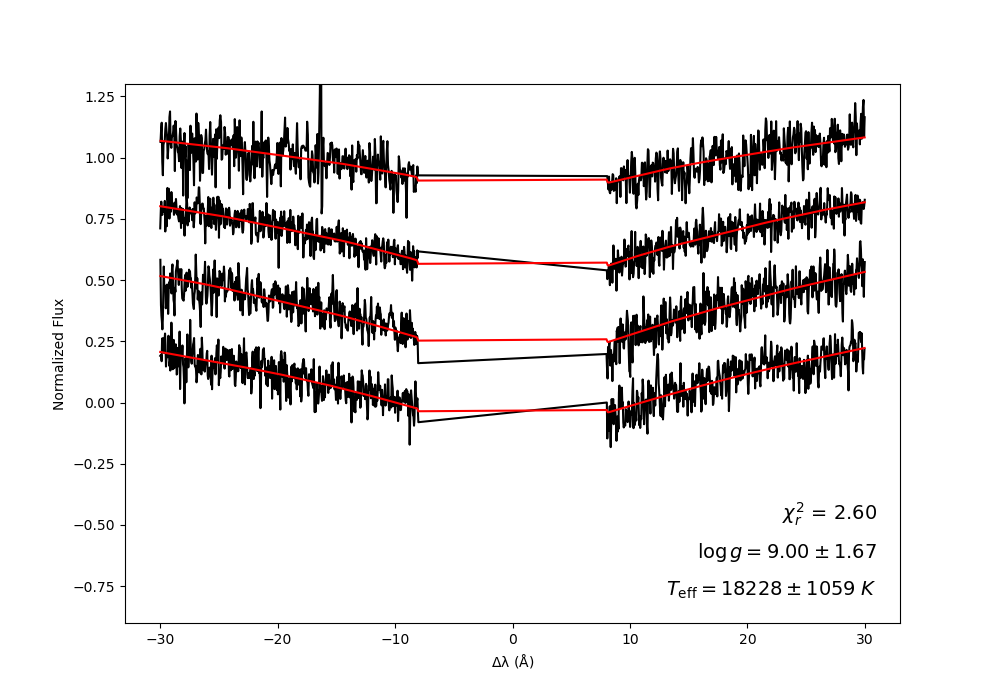 1.25
1.00
0.75
0.50
0.25
0.00
−0.25
−0.50
−0.75
Normalized Flux
χ²ᵣ = 2.60
log g = 9.00 ± 1.67
T_eff = 18228 ± 1059 K
−30 −20 −10 0 10 20 30
Δλ (Å)